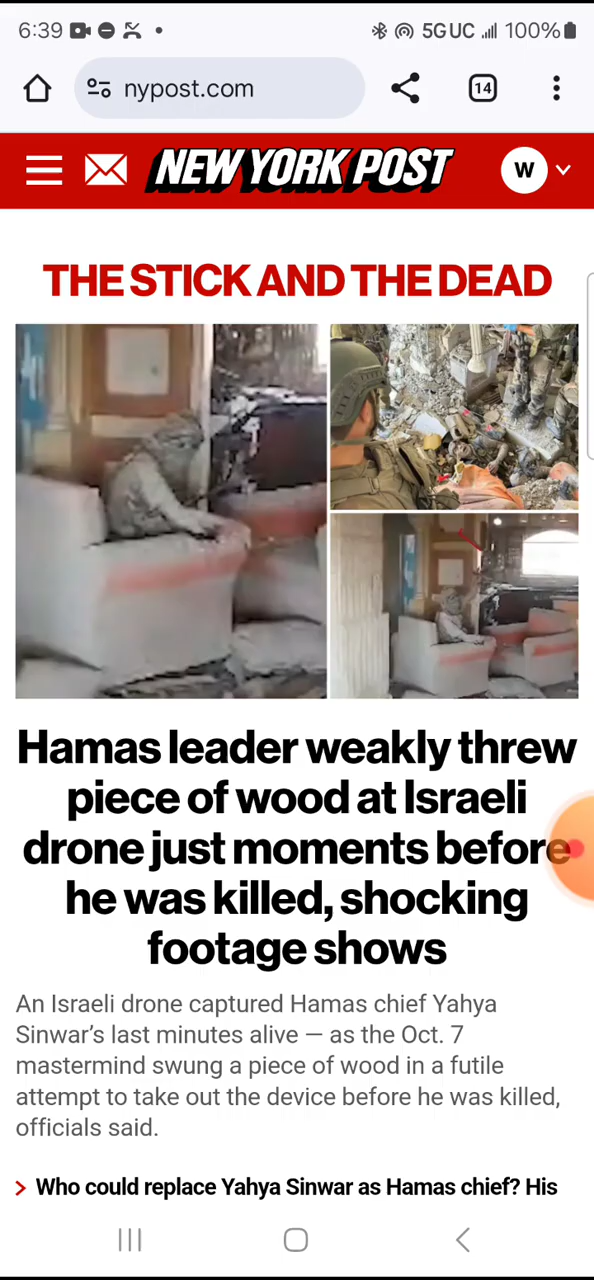 6:39
5G UC
100%
nypost.com
14
NEW YORK POST
W
THE STICK AND THE DEAD
Hamas leader weakly threw
piece of wood at Israeli
drone just moments before
he was killed, shocking
footage shows
An Israeli drone captured Hamas chief Yahya
Sinwar’s last minutes alive — as the Oct. 7
mastermind swung a piece of wood in a futile
attempt to take out the device before he was killed,
officials said.
Who could replace Yahya Sinwar as Hamas chief? His